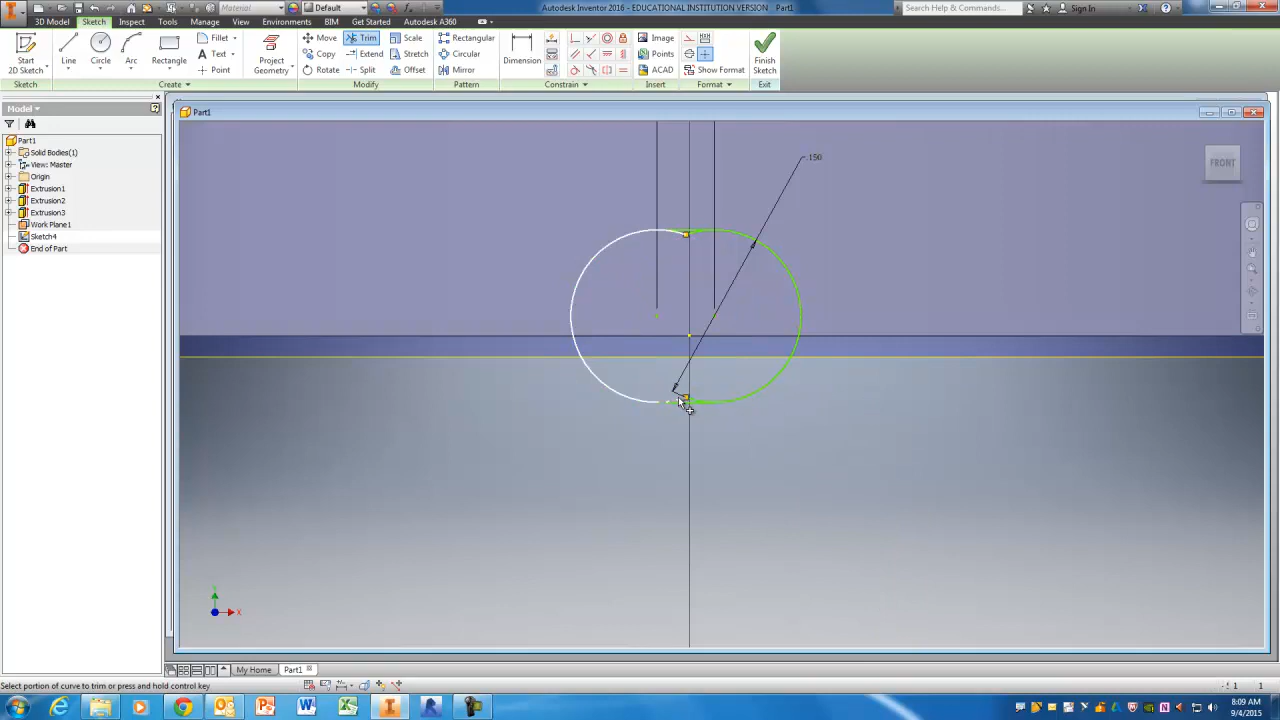 Material
Default
Autodesk Inventor 2016 - EDUCATIONAL INSTITUTION VERSION Part1
Search Help & Commands...
Sign In
3D Model
Sketch
Inspect
Tools
Manage
View
Environments
BIM
Get Started
Autodesk A360
Start
2D Sketch
Line
Circle
Arc
Rectangle
Fillet
Text
Point
Project
Geometry
Move
Copy
Rotate
Trim
Extend
Split
Scale
Stretch
Offset
Rectangular
Circular
Mirror
Dimension
Image
Points
ACAD
Show Format
Finish
Sketch
Sketch
Create
Modify
Pattern
Constrain
Insert
Format
Exit
Model
Part1
Solid Bodies(1)
View: Master
Origin
Extrusion1
Extrusion2
Extrusion3
Work Plane1
Sketch4
End of Part
Part1
.150
FRONT
Y
X
My Home
Part1
Select portion of curve to trim or press and hold control key
1
1
8:09 AM
9/4/2015